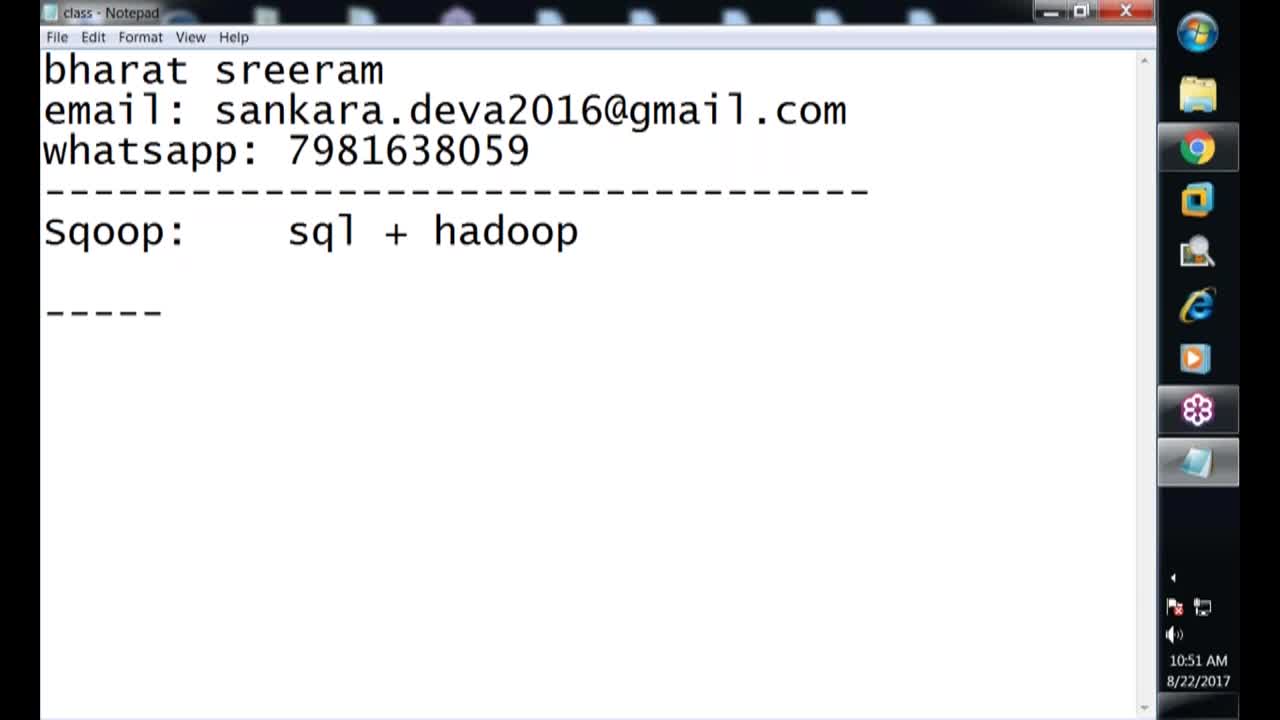 class - Notepad
File Edit Format View Help
bharat sreeram
email: sankara.deva2016@gmail.com
whatsapp: 7981638059
----------------------------------
Sqoop: sql + hadoop
-----
10:51 AM
8/22/2017